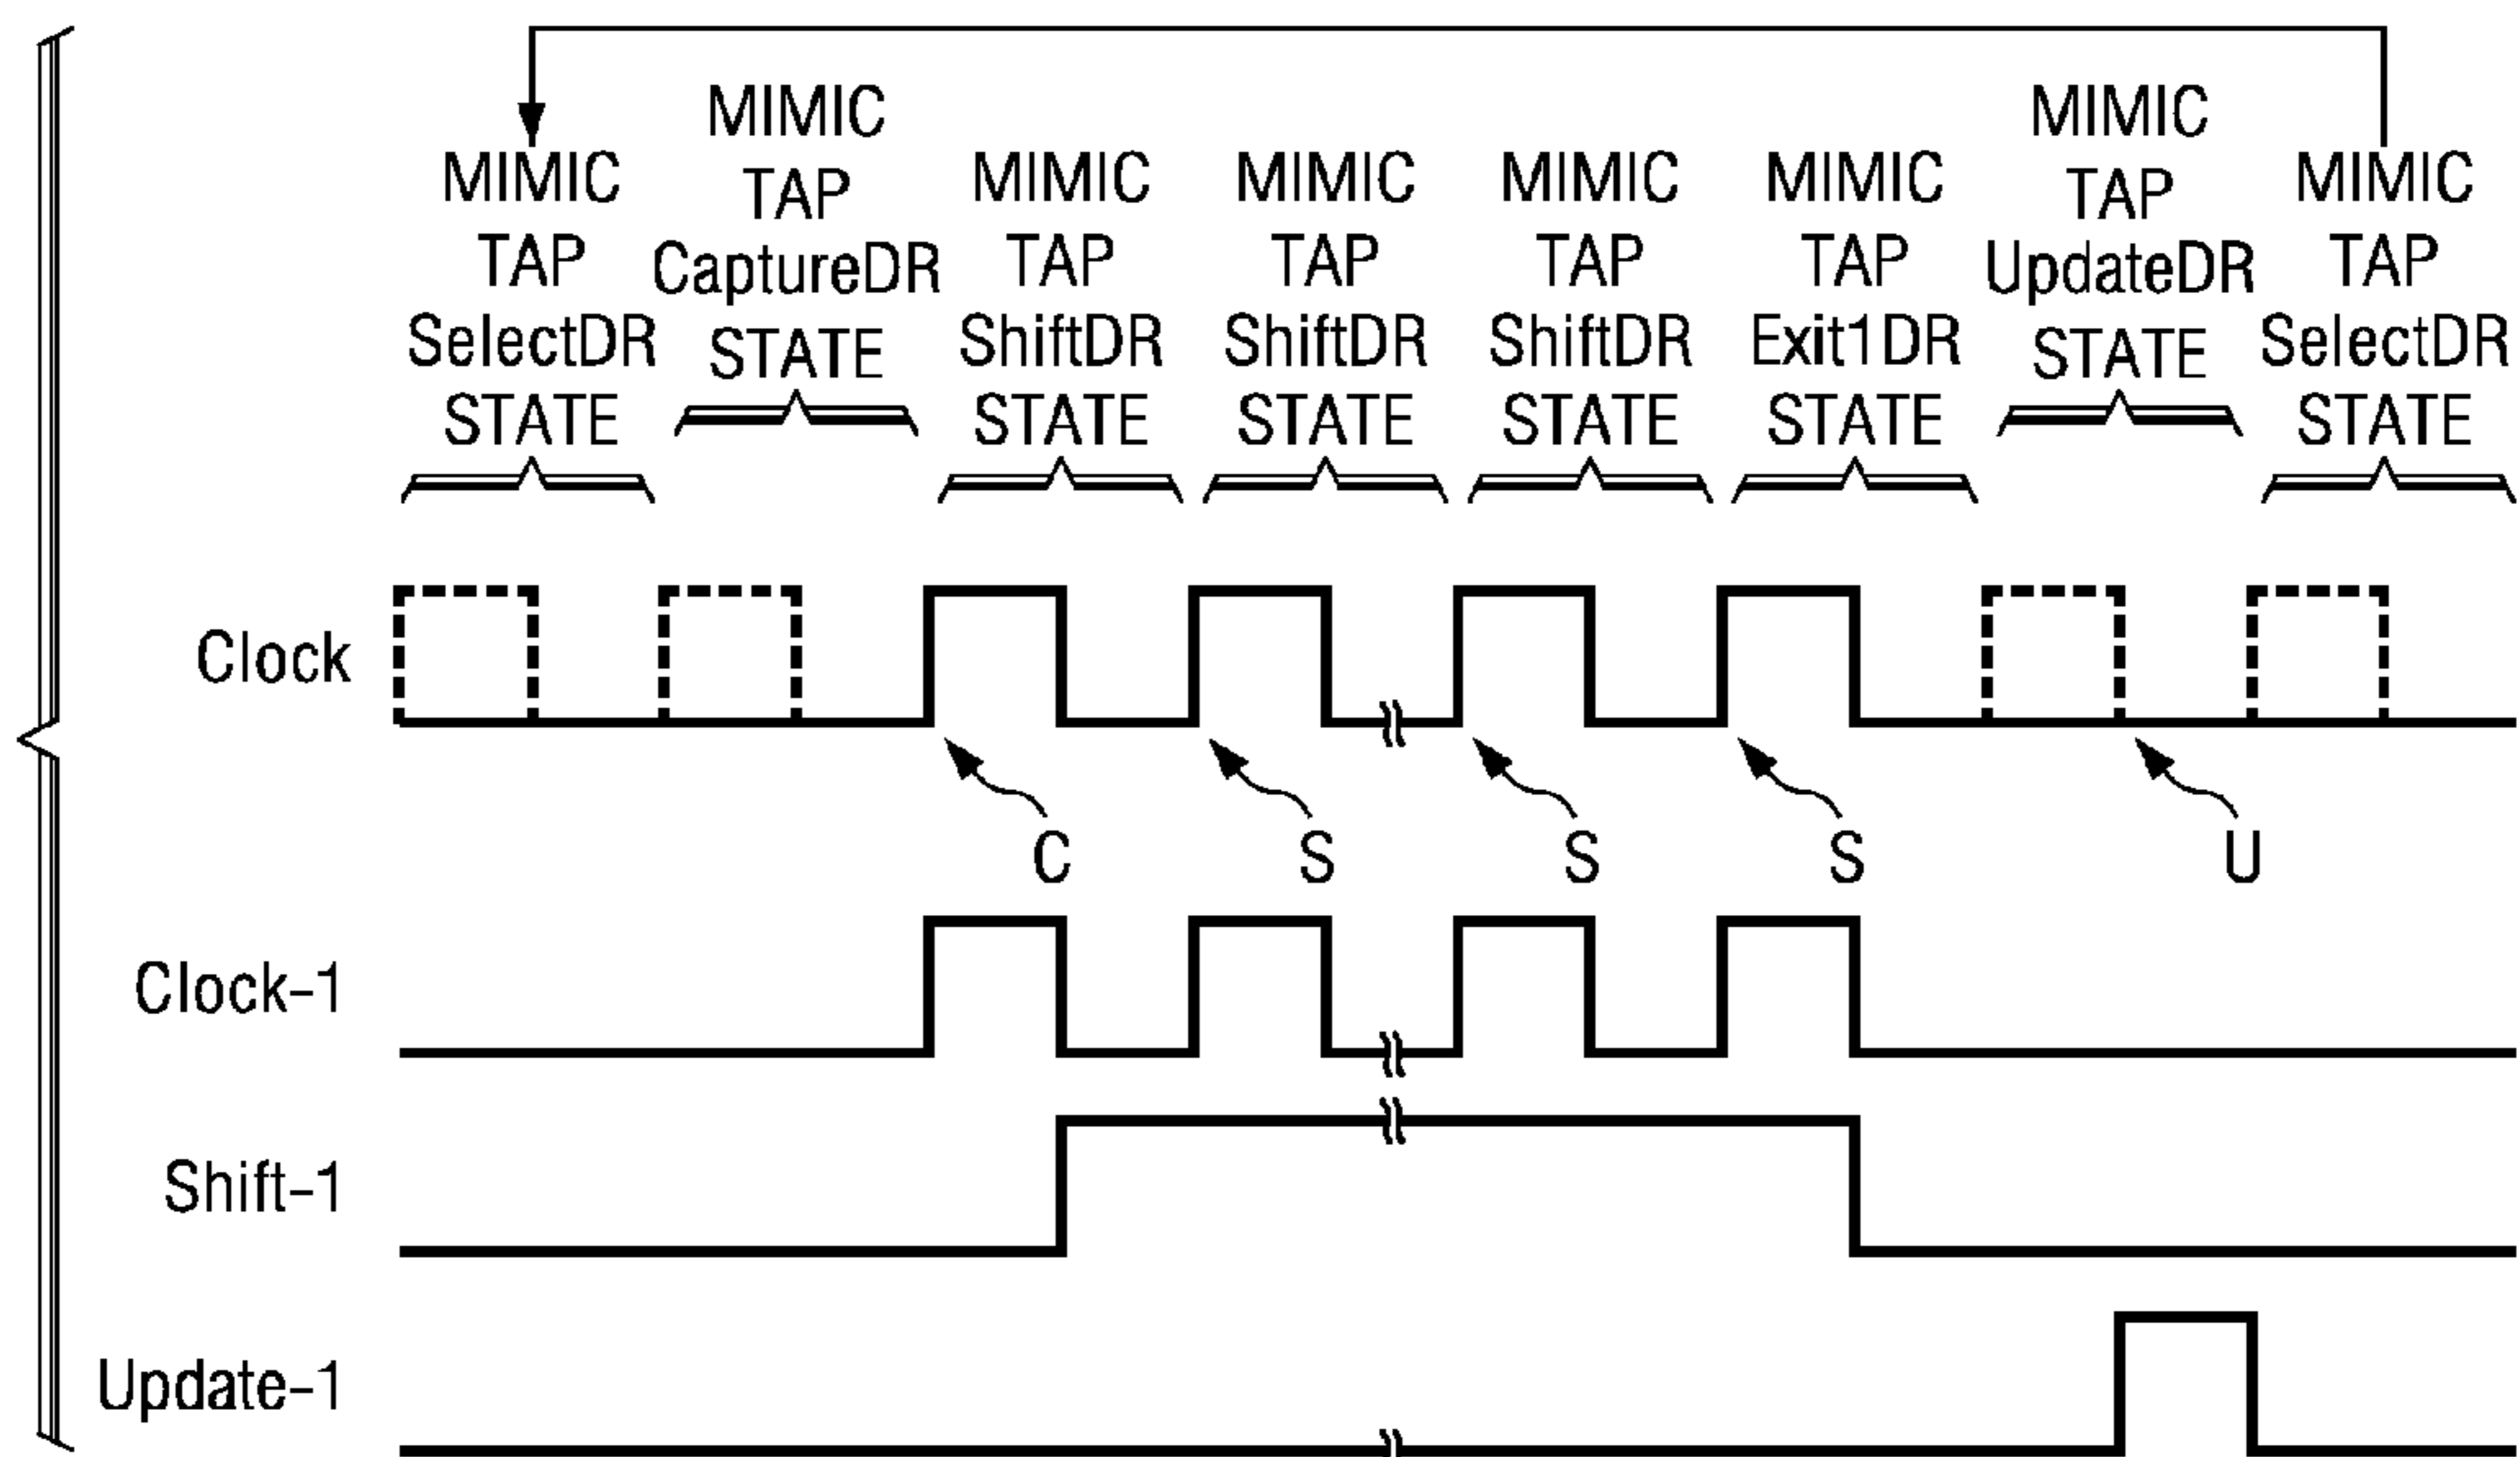 MIMIC
TAP
SelectDR
STATE
MIMIC
TAP
CaptureDR
STATE
MIMIC
TAP
ShiftDR
STATE
MIMIC
TAP
ShiftDR
STATE
MIMIC
TAP
ShiftDR
STATE
MIMIC
TAP
Exit1DR
STATE
MIMIC
TAP
UpdateDR
STATE
MIMIC
TAP
SelectDR
STATE
Clock
C
S
S
S
U
Clock-1
Shift-1
Update-1